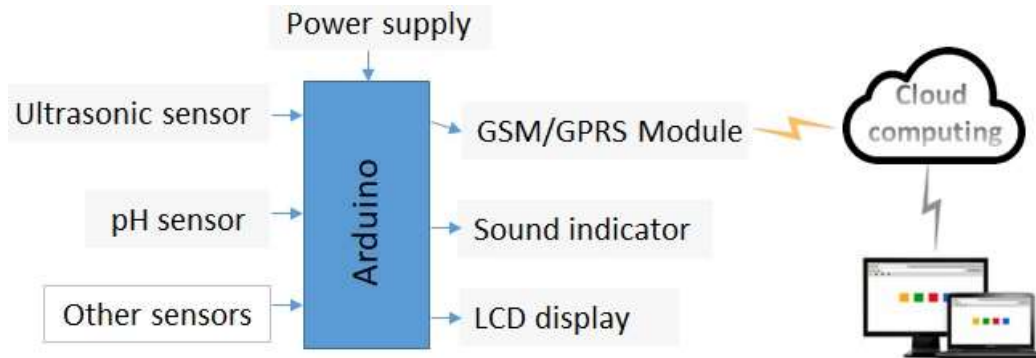 Power supply
Ultrasonic sensor
pH sensor
Other sensors
Arduino
GSM/GPRS Module
Sound indicator
LCD display
Cloud
computing